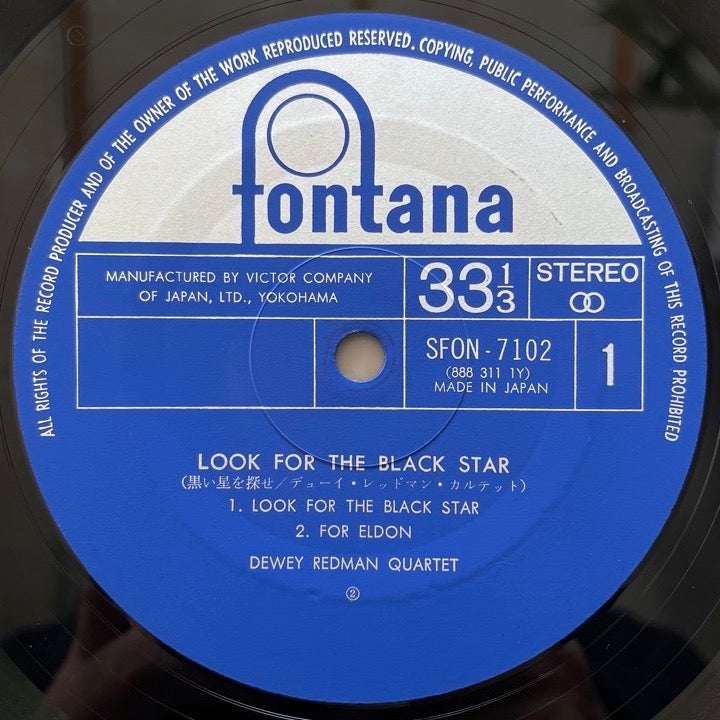 ALL RIGHTS OF THE RECORD PRODUCER AND OF THE OWNER OF THE WORK REPRODUCED RESERVED. COPYING, PUBLIC PERFORMANCE AND BROADCASTING OF THIS RECORD PROHIBITED
fontana
MANUFACTURED BY VICTOR COMPANY
OF JAPAN, LTD., YOKOHAMA
33 1/3
STEREO
SFON-7102
(888 311 1Y)
MADE IN JAPAN
1
LOOK FOR THE BLACK STAR
(黒い星を探せ/デューイ・レッドマン・カルテット)
1. LOOK FOR THE BLACK STAR
2. FOR ELDON
DEWEY REDMAN QUARTET
②